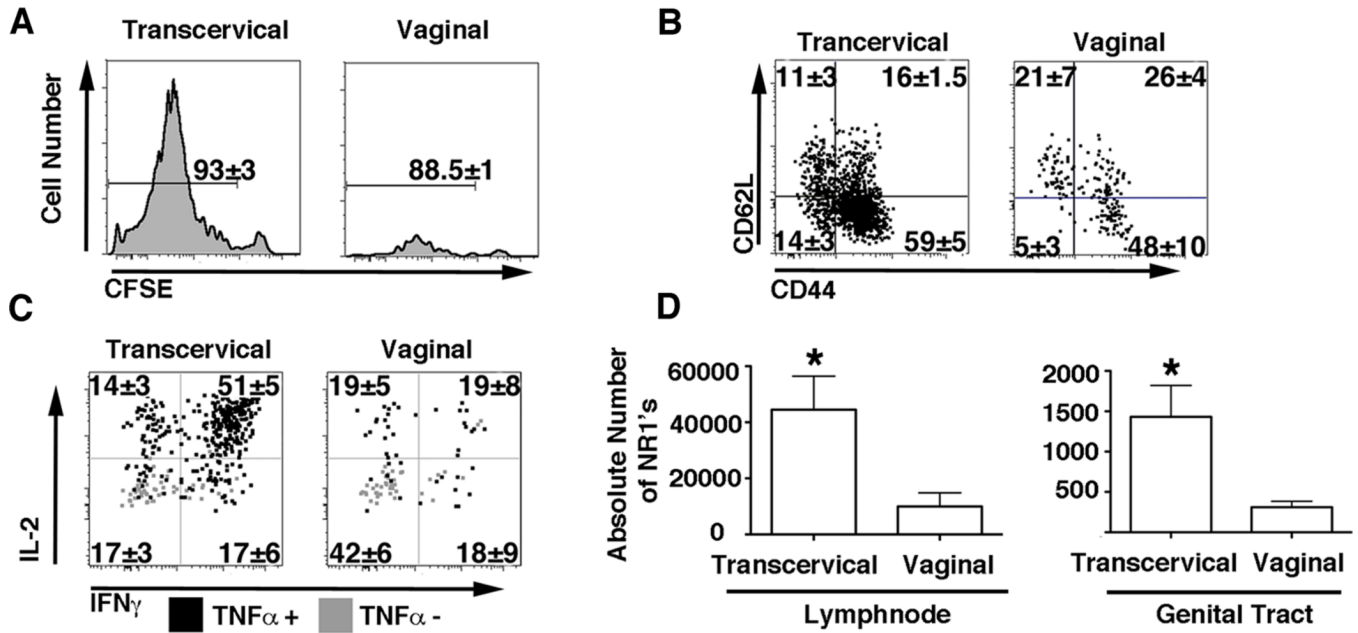 A
Transcervical
Vaginal
Cell Number
93±3
88.5±1
CFSE
B
Trancervical
Vaginal
11±3
16±1.5
21±7
26±4
CD62L
14±3
59±5
5±3
48±10
CD44
C
Transcervical
Vaginal
14±3
51±5
19±5
19±8
IL-2
17±3
17±6
42±6
18±9
IFNγ
TNFα +
TNFα -
D
Absolute Number
of NR1's
60000
40000
20000
0
*
Transcervical
Vaginal
Lymphnode
2000
1500
1000
500
*
Transcervical
Vaginal
Genital Tract